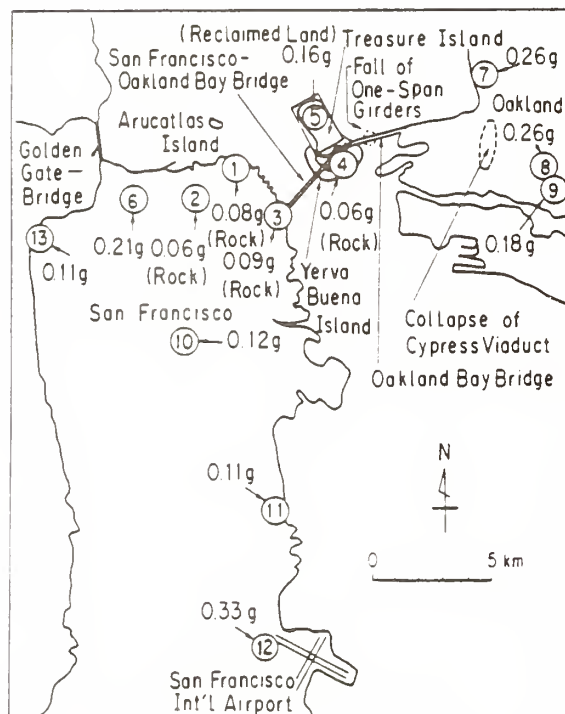 (Reclaimed Land)
Treasure Island
San Francisco-
Oakland Bay Bridge
0.16g
Fall of
One-Span
Girders
7
0.26g
Oakland
Arucatlas
Island
5
0.26g
Golden
Gate—
Bridge
1
4
8
6
2
3
9
0.08g
(Rock)
0.06g
(Rock)
13
0.21g
0.06g
(Rock)
0.09g
(Rock)
0.18g
0.11g
Yerva
Buena
Island
San Francisco
Collapse of
Cypress Viaduct
10
0.12g
Oakland Bay Bridge
N
0.11g
11
0
5 km
0.33g
12
San Francisco
Int'l Airport